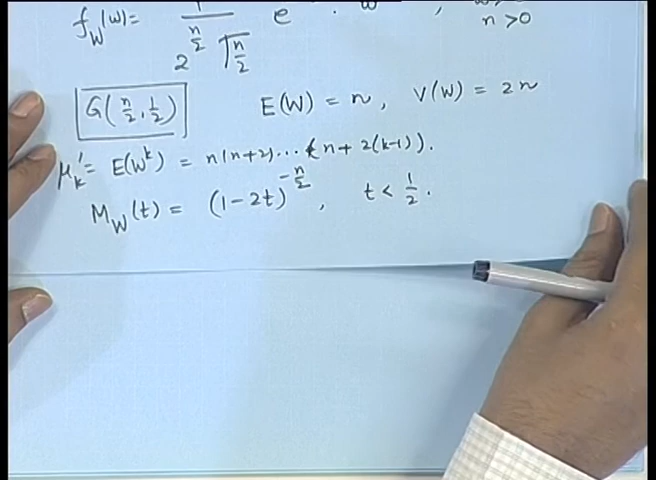 f_W(w) = 1 / (2^{n/2} Γ(n/2)) e . w , n>0
G(n/2, 1/2) E(W) = n, V(W) = 2n
μ'_k = E(W^k) = n(n+2)...(n+2(k-1)).
M_W(t) = (1-2t)^{-n/2}, t < 1/2.